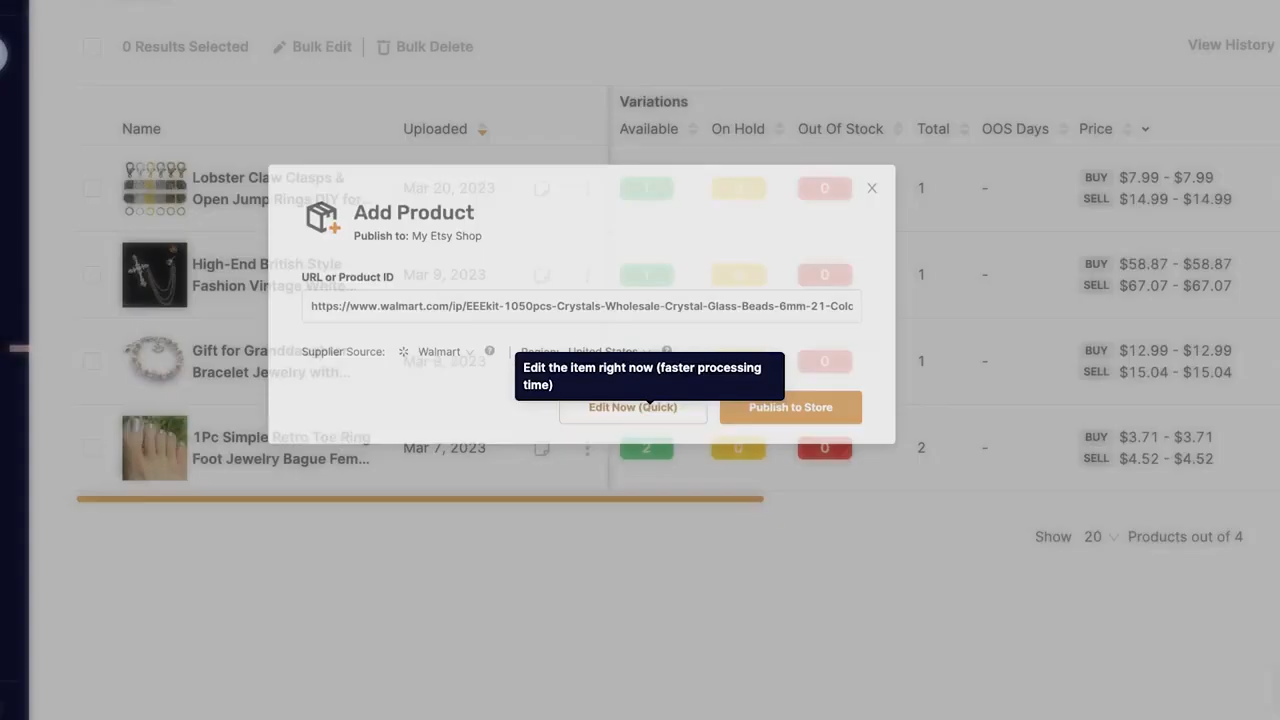 0 Results Selected Bulk Edit Bulk Delete View History
Variations
Name Uploaded Available On Hold Out Of Stock Total OOS Days Price
Lobster Claw Clasps &
Open Jump Rings DIY for...
Mar 20, 2023 1 0 0 1 -
BUY $7.99 - $7.99
SELL $14.99 - $14.99
High-End British Style
Fashion Vintage White...
Mar 9, 2023 1 0 0 1 -
BUY $58.87 - $58.87
SELL $67.07 - $67.07
Gift for Granddaughter
Bracelet Jewelry with...
Mar 9, 2023 0 1 -
BUY $12.99 - $12.99
SELL $15.04 - $15.04
1Pc Simple Retro Toe Ring
Foot Jewelry Bague Fem...
Mar 7, 2023 2 0 0 2 -
BUY $3.71 - $3.71
SELL $4.52 - $4.52
Add Product
Publish to: My Etsy Shop
URL or Product ID
https://www.walmart.com/ip/EEEkit-1050pcs-Crystals-Wholesale-Crystal-Glass-Beads-6mm-21-Colo
Supplier Source: Walmart Region: United States
Edit the item right now (faster processing
time)
Edit Now (Quick) Publish to Store
Show 20 Products out of 4